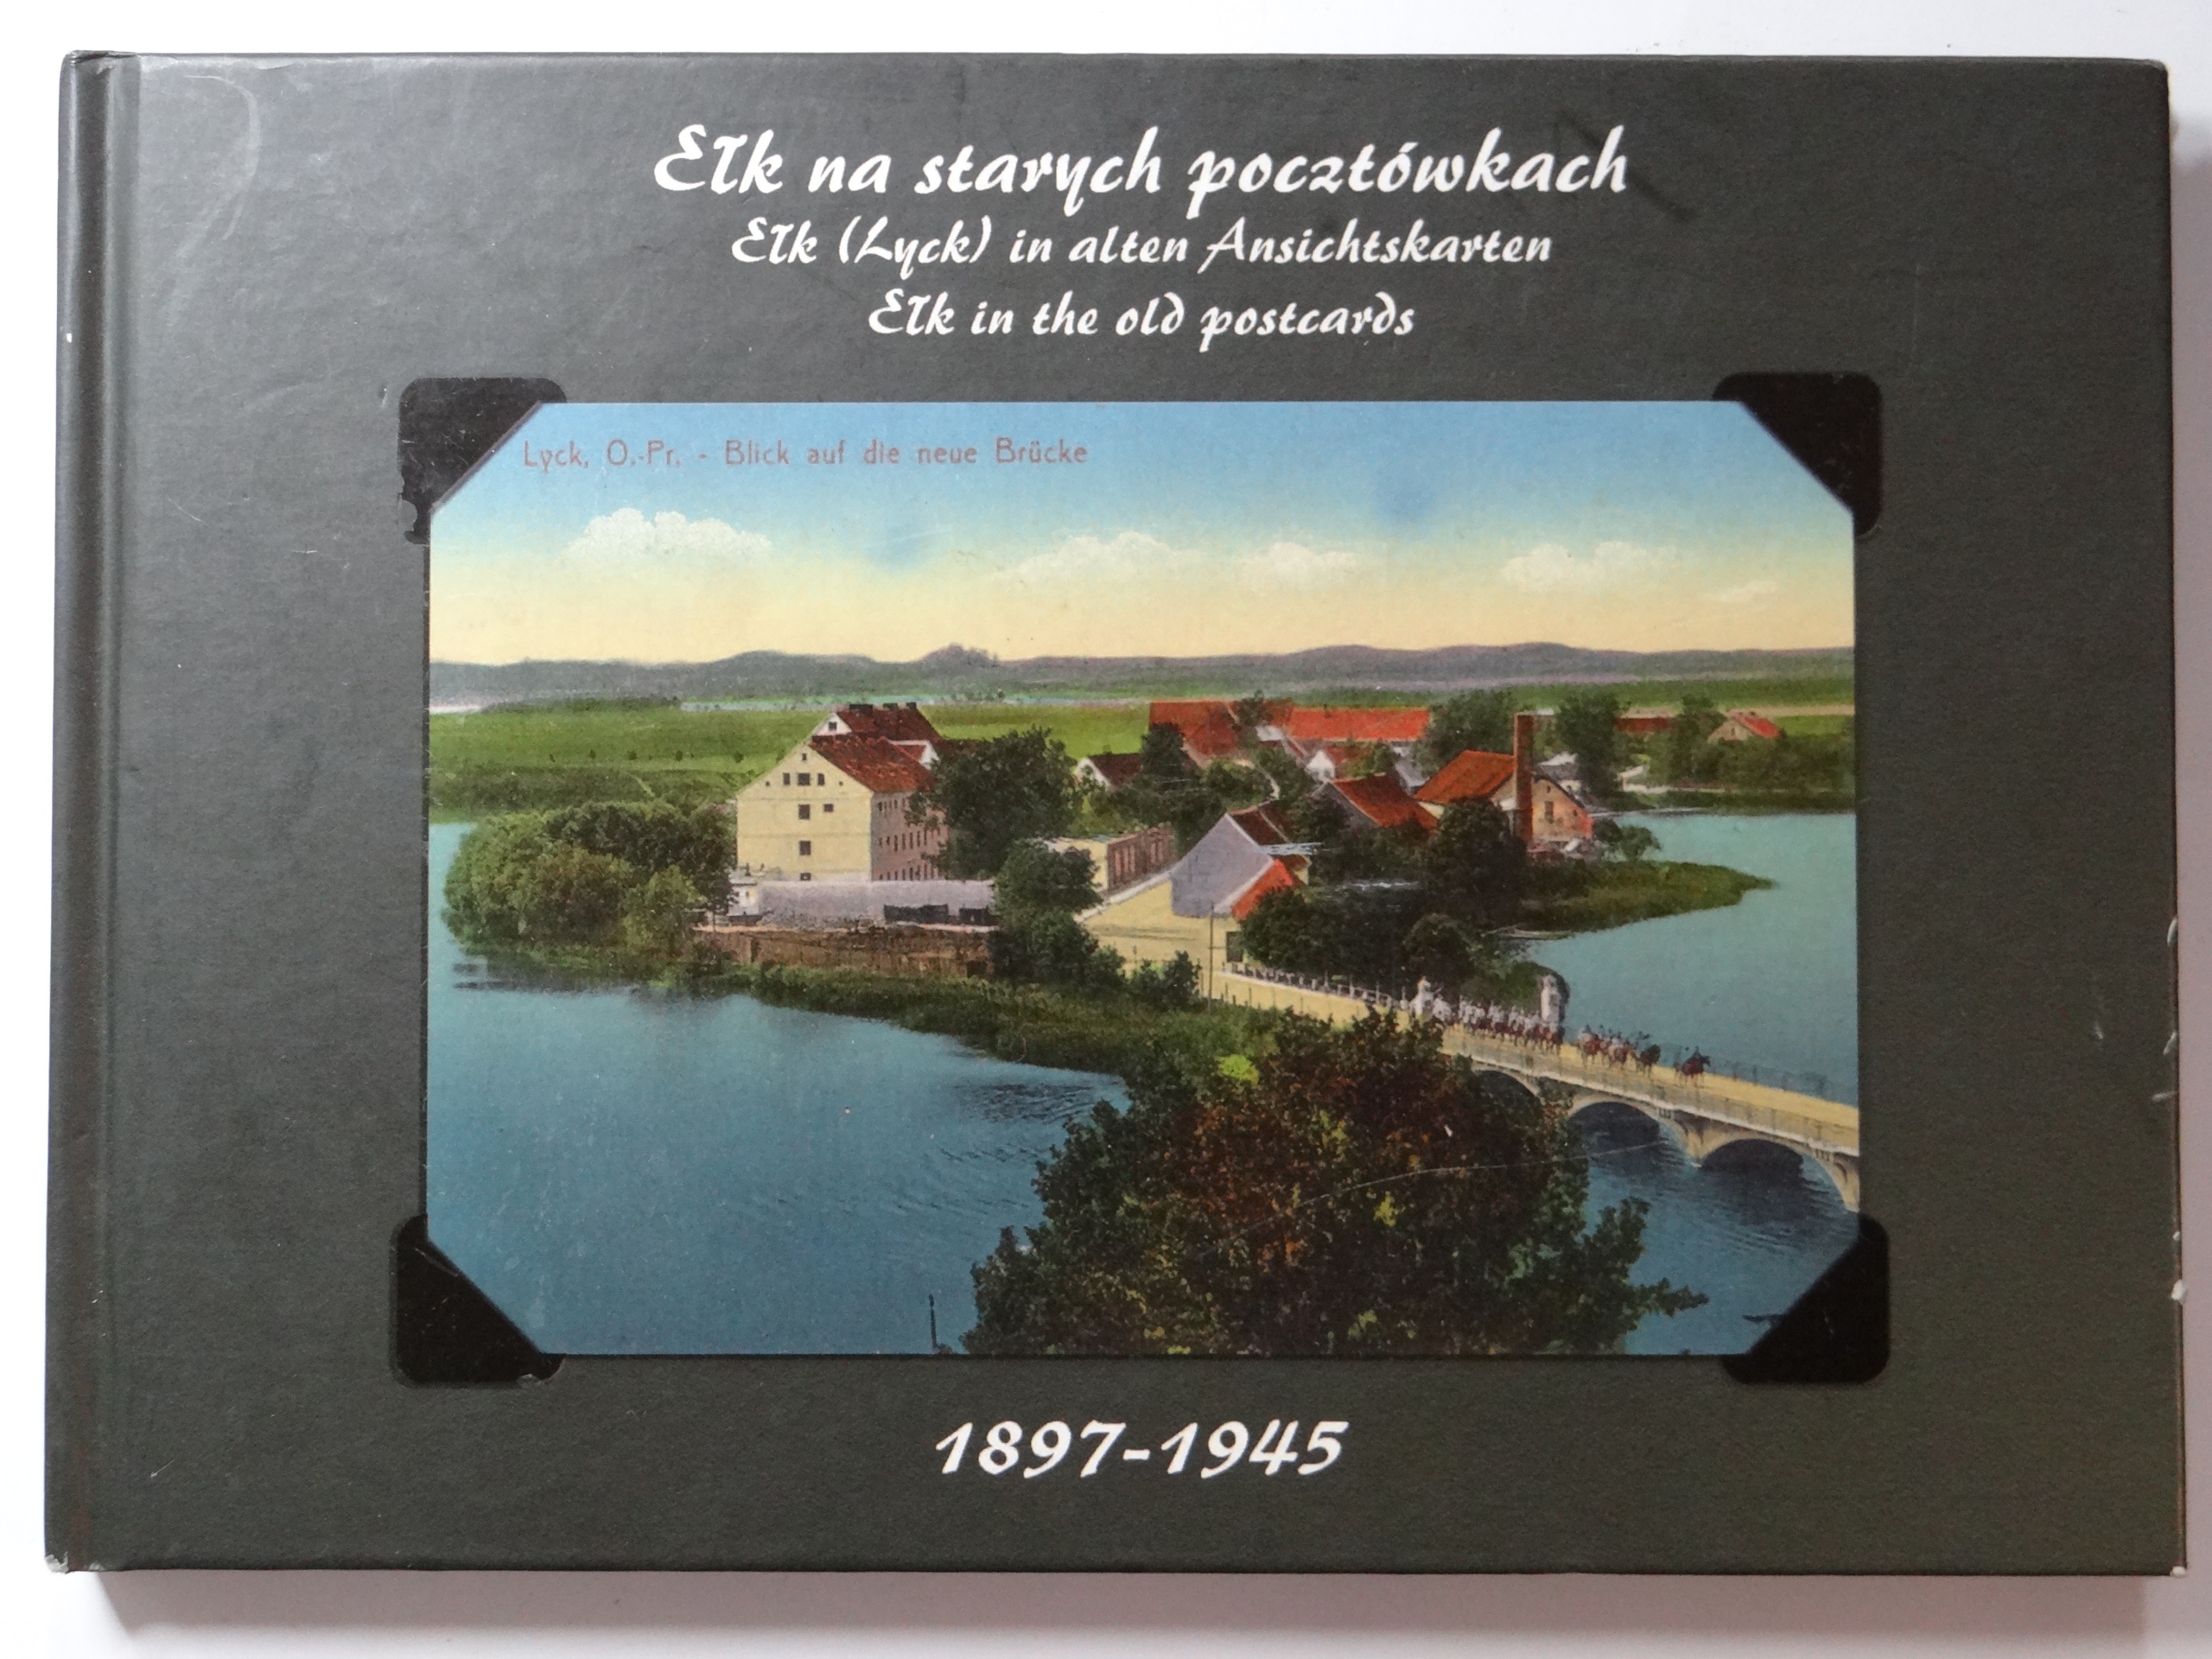 Ełk na starych pocztówkach
Ełk (Lyck) in alten Ansichtskarten
Ełk in the old postcards
Lyck, O.-Pr. - Blick auf die neue Brücke
1897-1945